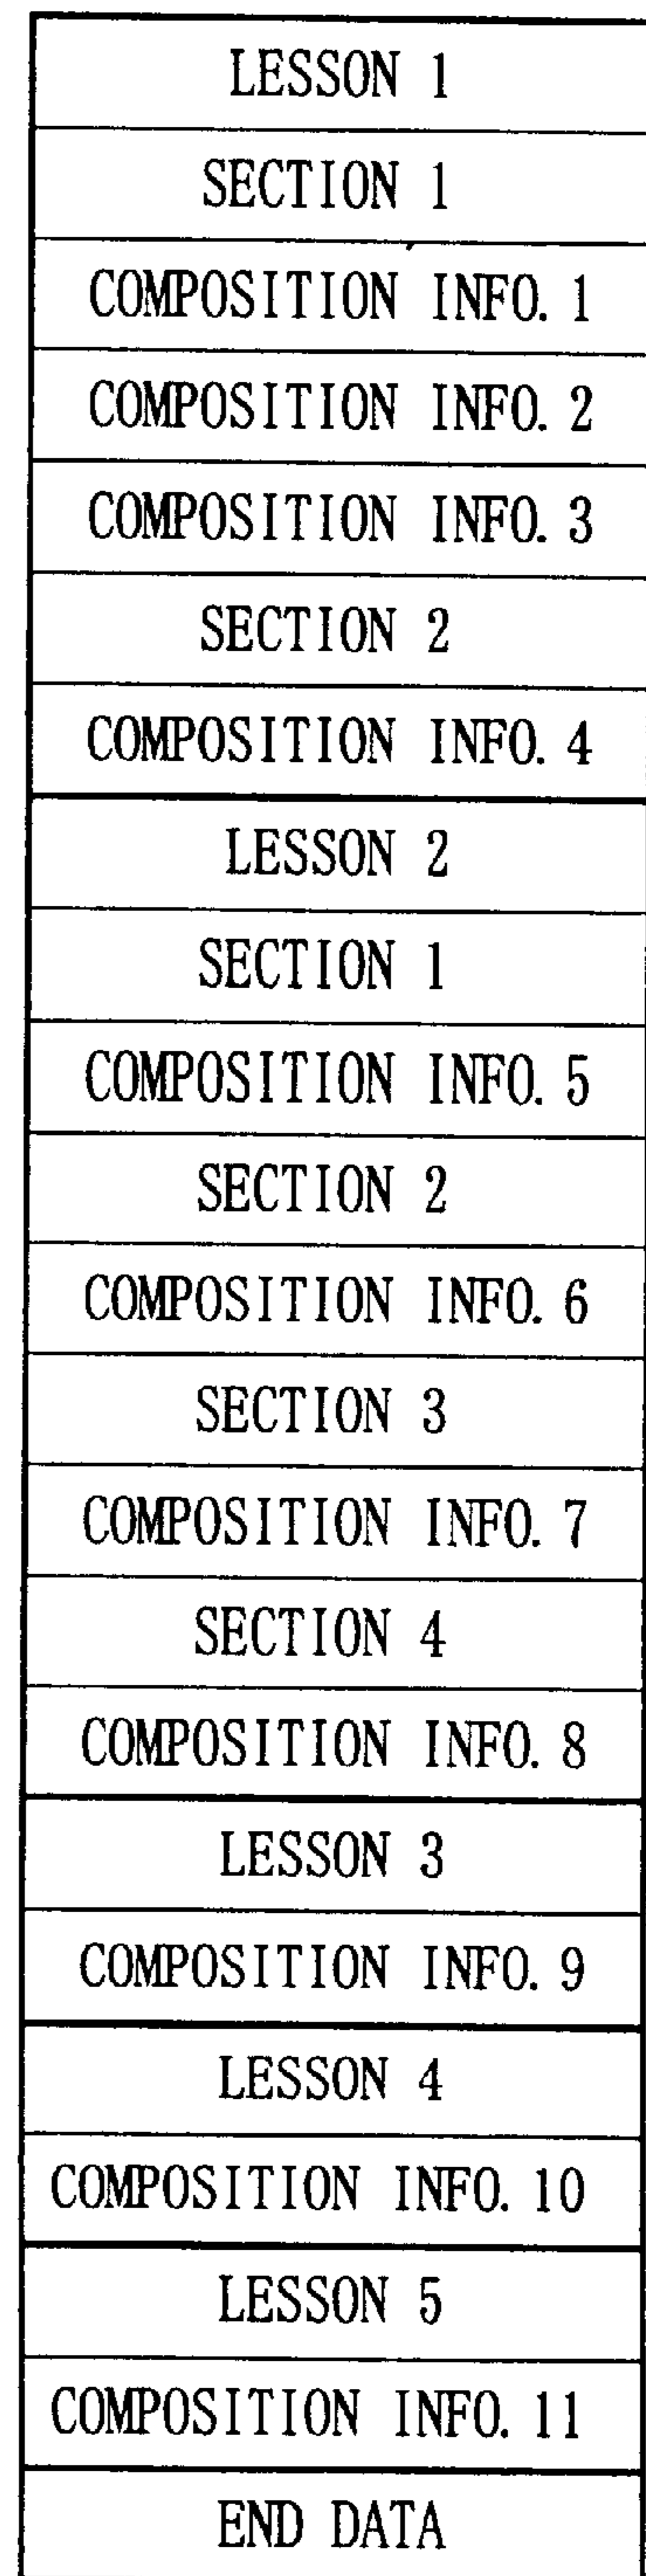 LESSON 1
SECTION 1
COMPOSITION INFO. 1
COMPOSITION INFO. 2
COMPOSITION INFO. 3
SECTION 2
COMPOSITION INFO. 4
LESSON 2
SECTION 1
COMPOSITION INFO. 5
SECTION 2
COMPOSITION INFO. 6
SECTION 3
COMPOSITION INFO. 7
SECTION 4
COMPOSITION INFO. 8
LESSON 3
COMPOSITION INFO. 9
LESSON 4
COMPOSITION INFO. 10
LESSON 5
COMPOSITION INFO. 11
END DATA